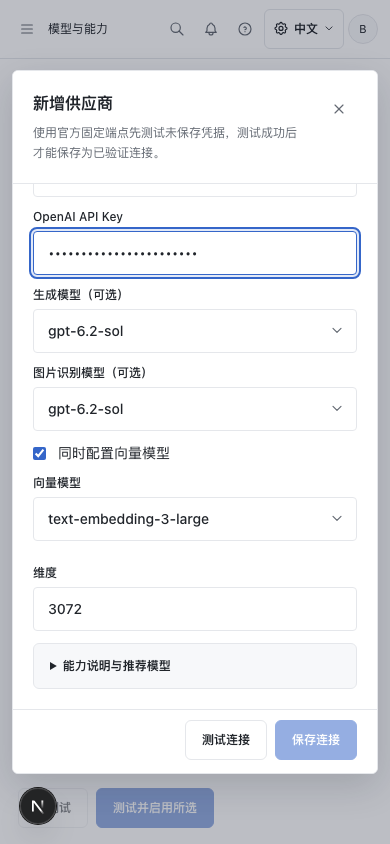 模型与能力
中文
B
新增供应商
使用官方固定端点先测试未保存凭据，测试成功后
才能保存为已验证连接。
OpenAI API Key
•••••••••••••••••••••••
生成模型（可选）
gpt-6.2-sol
图片识别模型（可选）
gpt-6.2-sol
同时配置向量模型
向量模型
text-embedding-3-large
维度
3072
能力说明与推荐模型
测试连接
保存连接
N
试
测试并启用所选